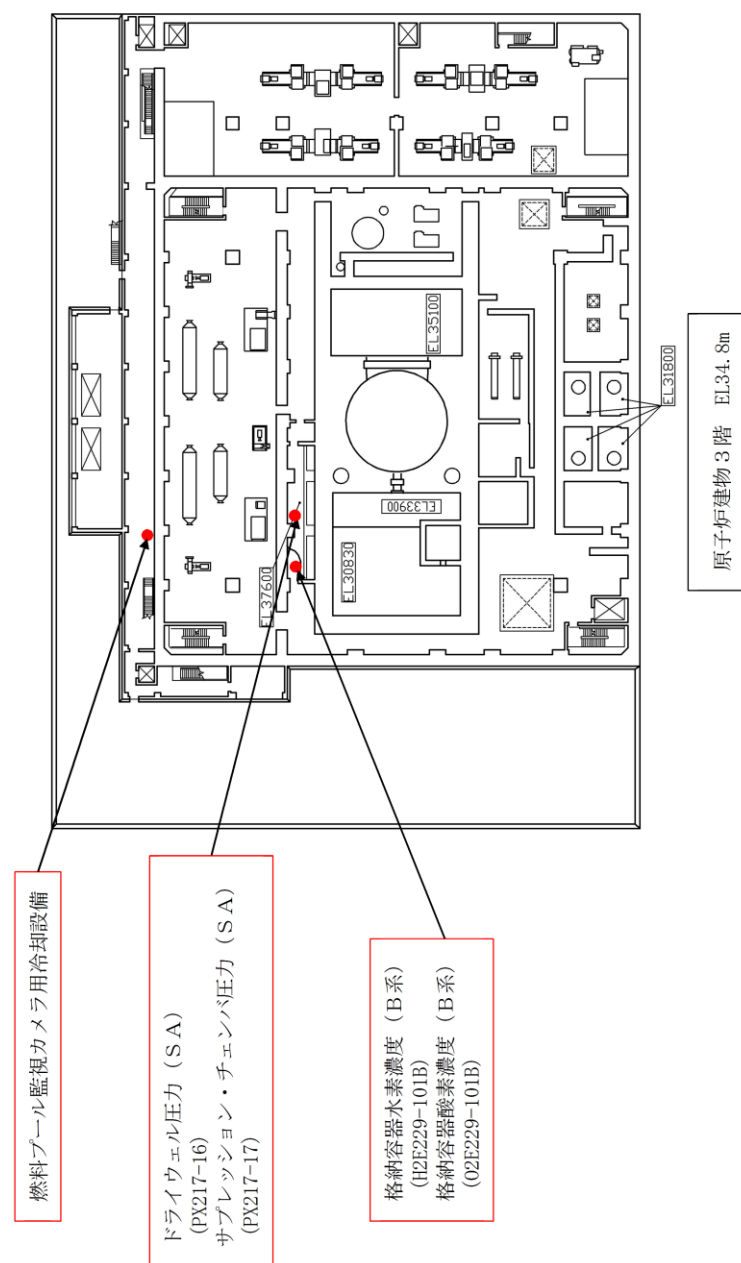 燃料プール監視カメラ用冷却設備
ドライウェル圧力（ＳＡ）
(PX217-16)
サプレッション・チェンバ圧力（ＳＡ）
(PX217-17)
格納容器水素濃度（Ｂ系）
(H2E229-101B)
格納容器酸素濃度（Ｂ系）
(O2E229-101B)
EL37600
EL30830
EL33900
EL35100
EL31800
原子炉建物３階　EL34.8m